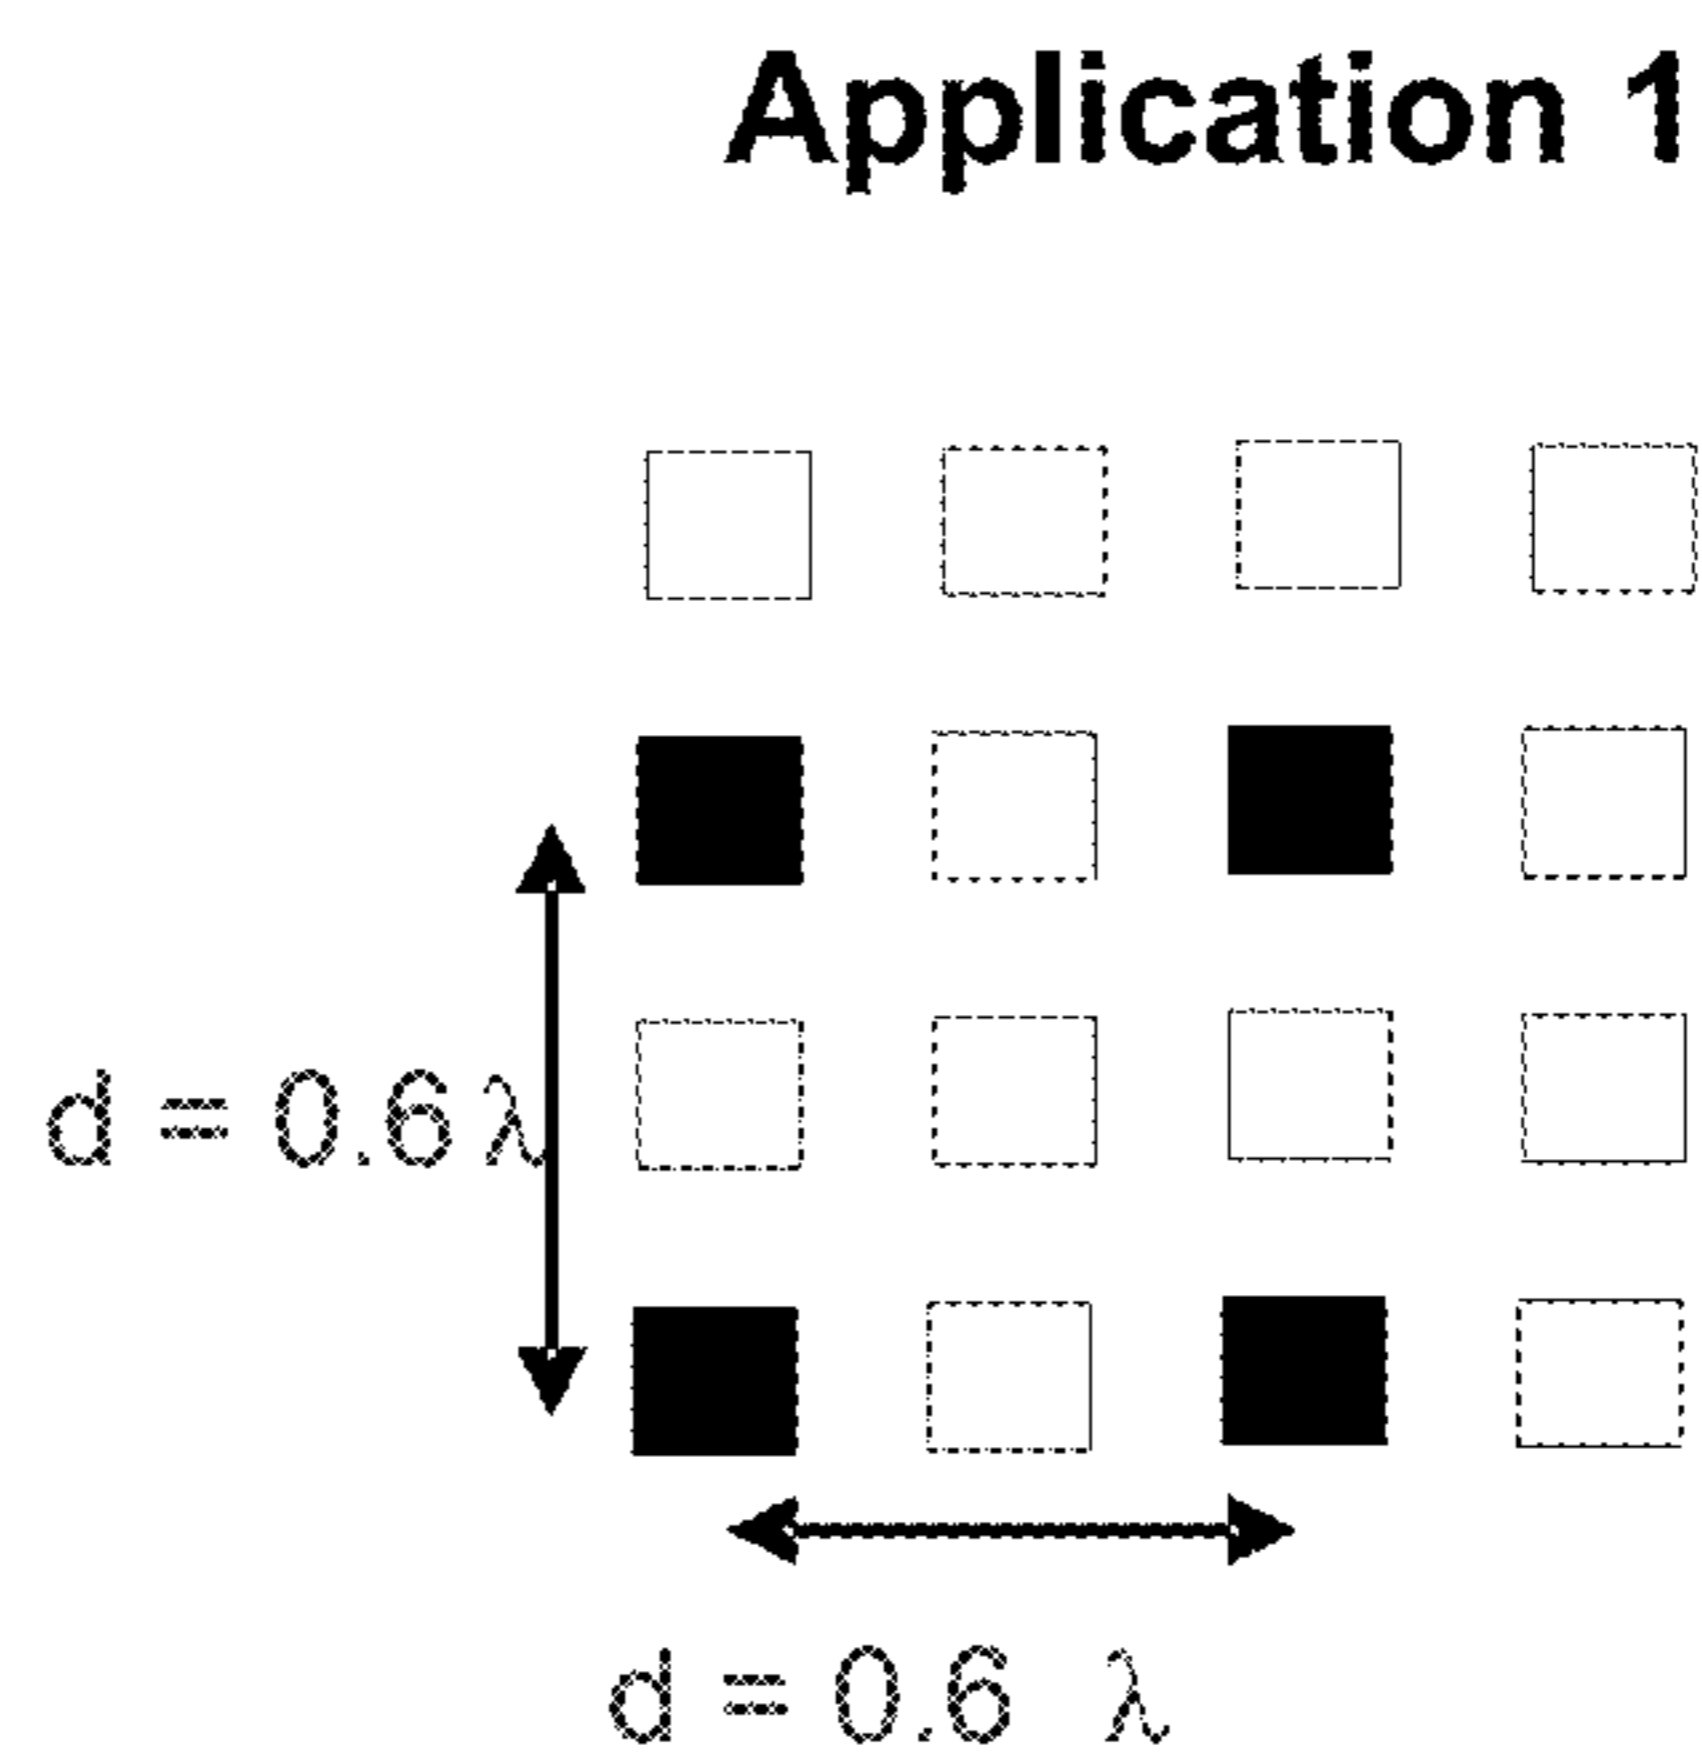 Application 1
d = 0.6 λ
d = 0.6 λ